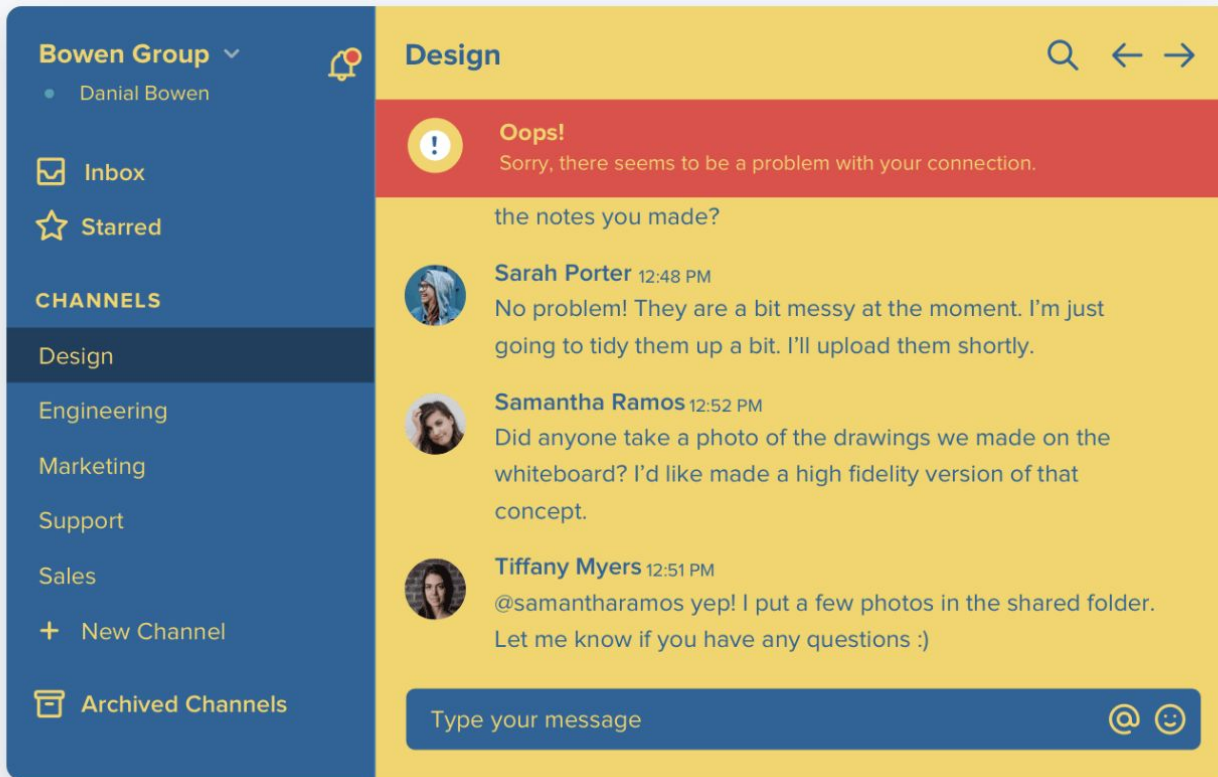 Bowen Group
Danial Bowen
Inbox
Starred
CHANNELS
Design
Engineering
Marketing
Support
Sales
+ New Channel
Archived Channels
Design
!
Oops!
Sorry, there seems to be a problem with your connection.
the notes you made?
Sarah Porter 12:48 PM
No problem! They are a bit messy at the moment. I’m just
going to tidy them up a bit. I’ll upload them shortly.
Samantha Ramos 12:52 PM
Did anyone take a photo of the drawings we made on the
whiteboard? I’d like made a high fidelity version of that
concept.
Tiffany Myers 12:51 PM
@samantharamos yep! I put a few photos in the shared folder.
Let me know if you have any questions :)
Type your message @